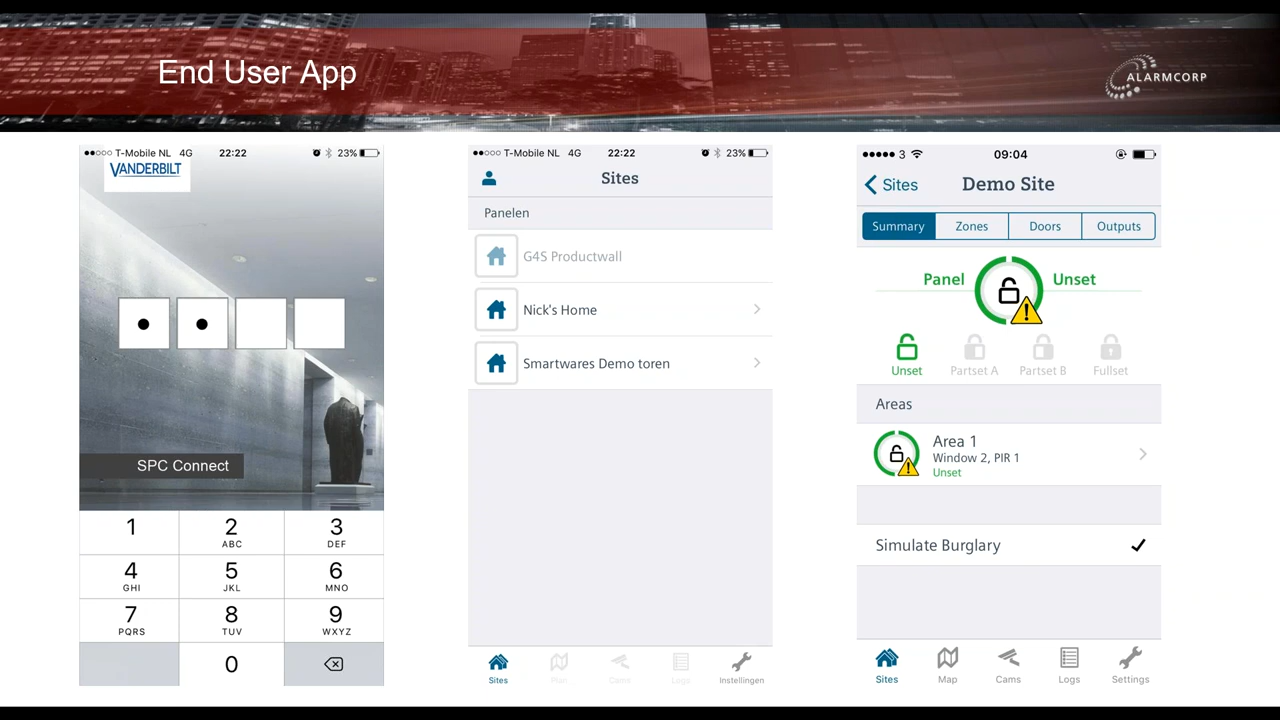 End User App
ALARMCORP
T-Mobile NL 4G 22:22 23%
VANDERBILT
SPC Connect
1 2 3
ABC DEF
4 5 6
GHI JKL MNO
7 8 9
PQRS TUV WXYZ
0
T-Mobile NL 4G 22:22 23%
Sites
Panelen
G4S Productwall
Nick's Home
Smartwares Demo toren
Sites Cams Logs Instellingen
3 09:04
Sites Demo Site
Summary Zones Doors Outputs
Panel Unset
Unset Partset A Partset B Fullset
Areas
Area 1
Window 2, PIR 1
Unset
Simulate Burglary
Sites Map Cams Logs Settings